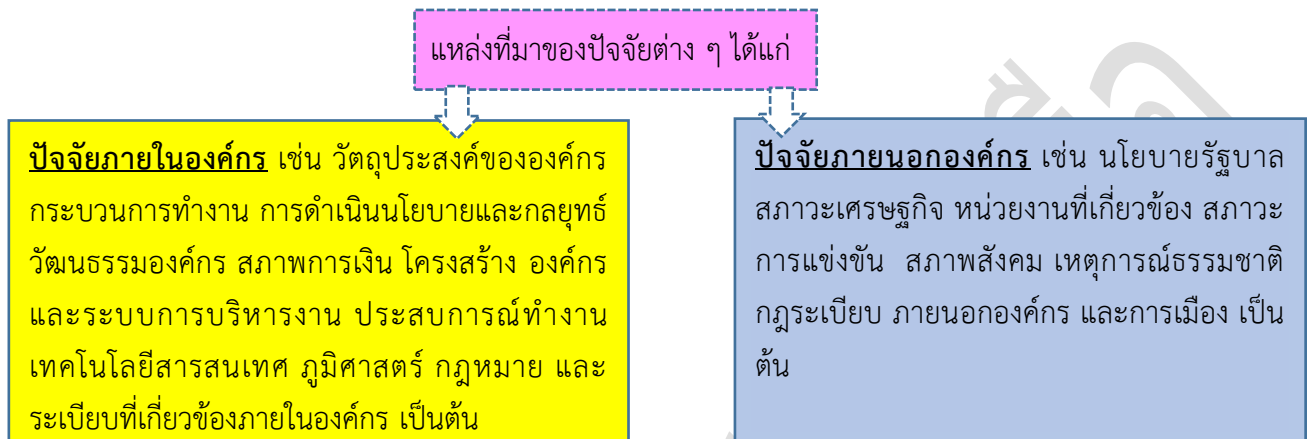 แหล่งที่มาของปัจจัยต่าง ๆ ได้แก่
ปัจจัยภายในองค์กร เช่น วัตถุประสงค์ขององค์กร
กระบวนการทำงาน การดำเนินนโยบายและกลยุทธ์
วัฒนธรรมองค์กร สภาพการเงิน โครงสร้าง องค์กร
และระบบการบริหารงาน ประสบการณ์ทำงาน
เทคโนโลยีสารสนเทศ ภูมิศาสตร์ กฎหมาย และ
ระเบียบที่เกี่ยวข้องภายในองค์กร เป็นต้น
ปัจจัยภายนอกองค์กร เช่น นโยบายรัฐบาล
สภาวะเศรษฐกิจ หน่วยงานที่เกี่ยวข้อง สภาวะ
การแข่งขัน สภาพสังคม เหตุการณ์ธรรมชาติ
กฎระเบียบ ภายนอกองค์กร และการเมือง เป็น
ต้น